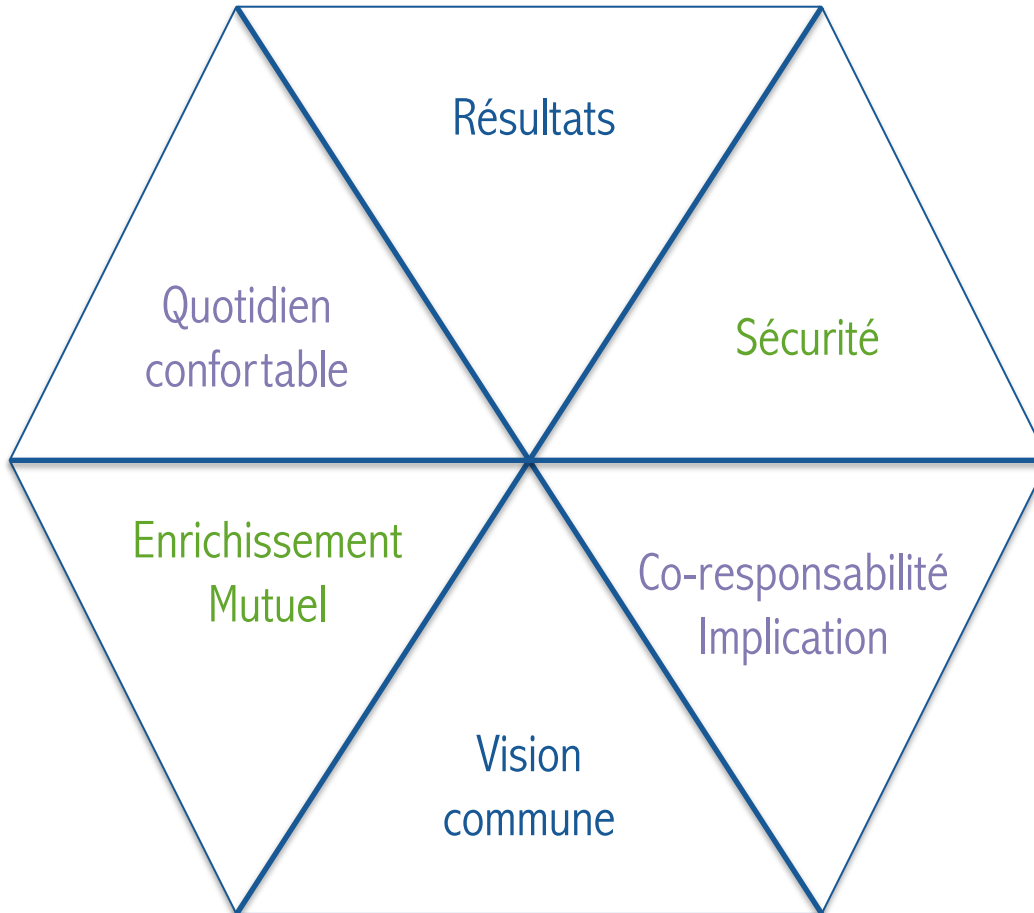 Résultats
Quotidien
confortable
Sécurité
Enrichissement
Mutuel
Co-responsabilité
Implication
Vision
commune